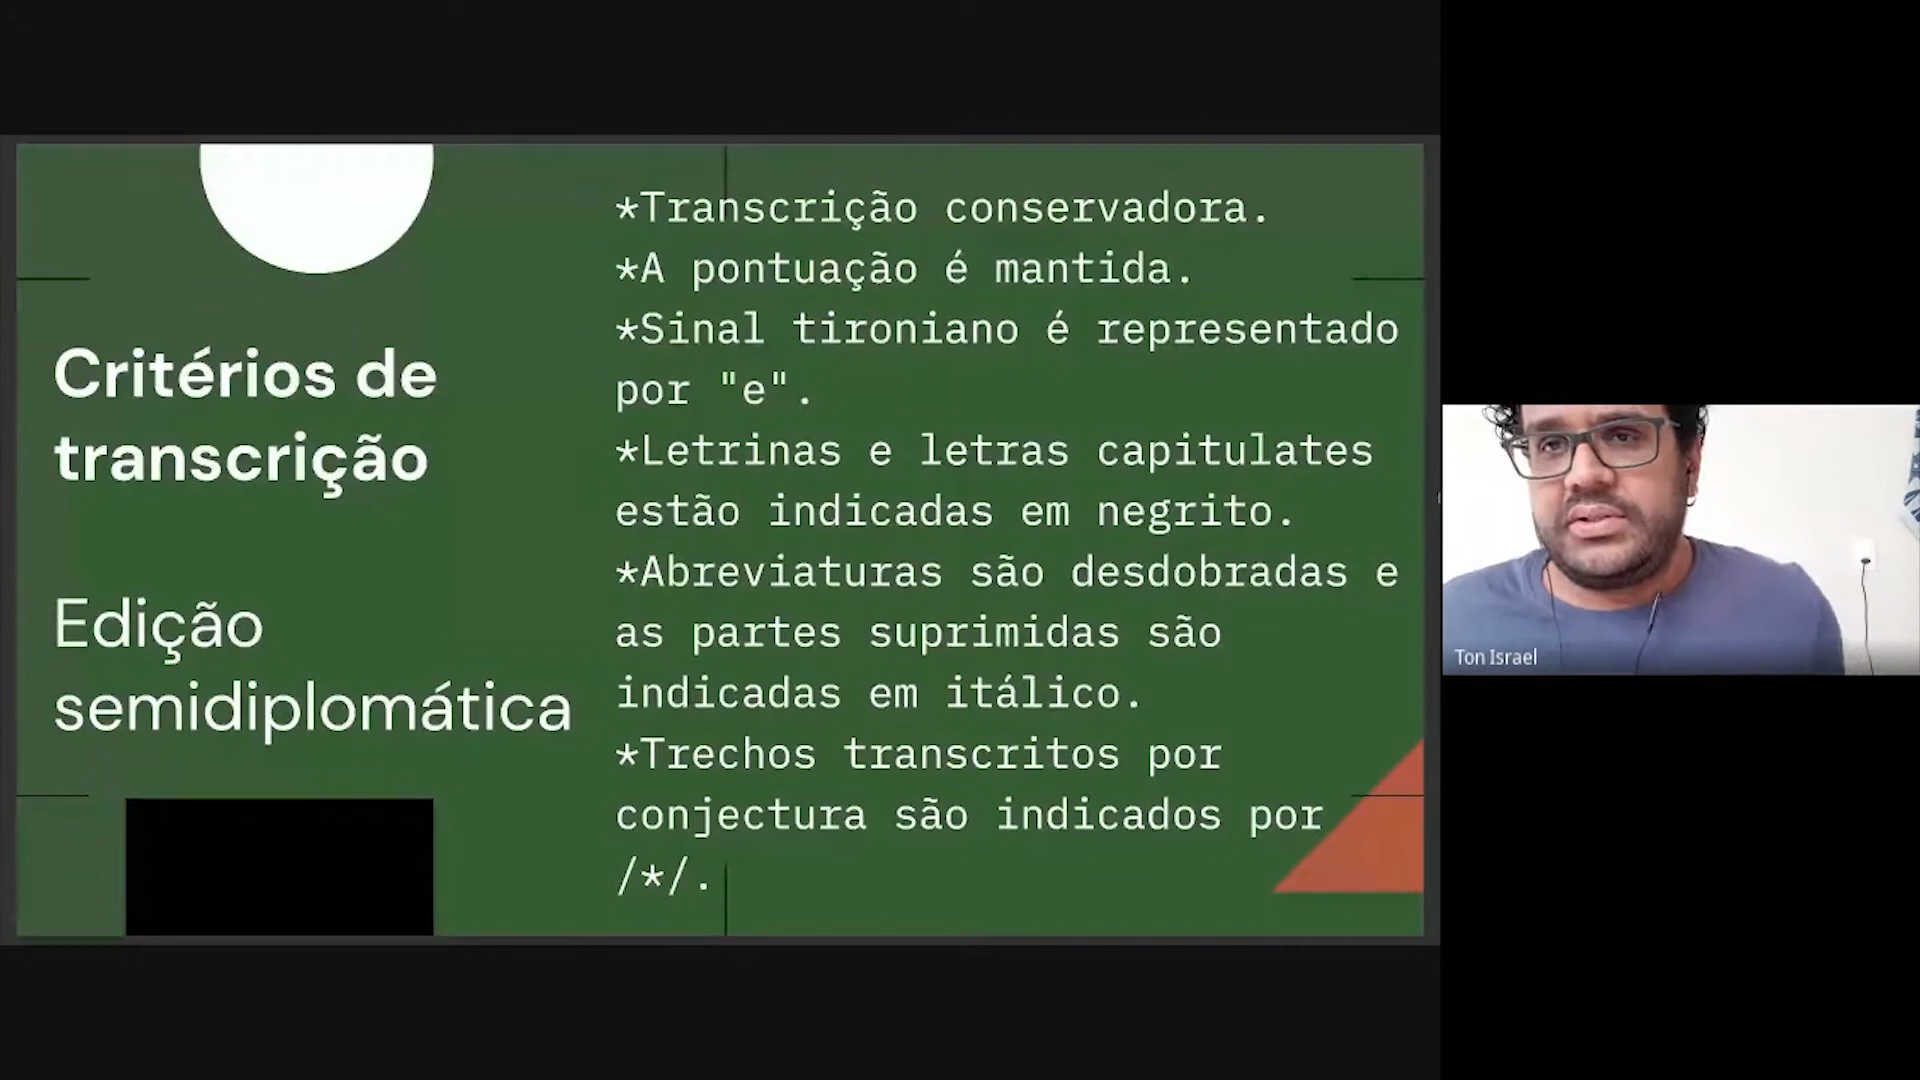 Critérios de
transcrição
Edição
semidiplomática
*Transcrição conservadora.
*A pontuação é mantida.
*Sinal tironiano é representado
por "e".
*Letrinas e letras capitulates
estão indicadas em negrito.
*Abreviaturas são desdobradas e
as partes suprimidas são
indicadas em itálico.
*Trechos transcritos por
conjectura são indicados por
/*/.
Ton Israel